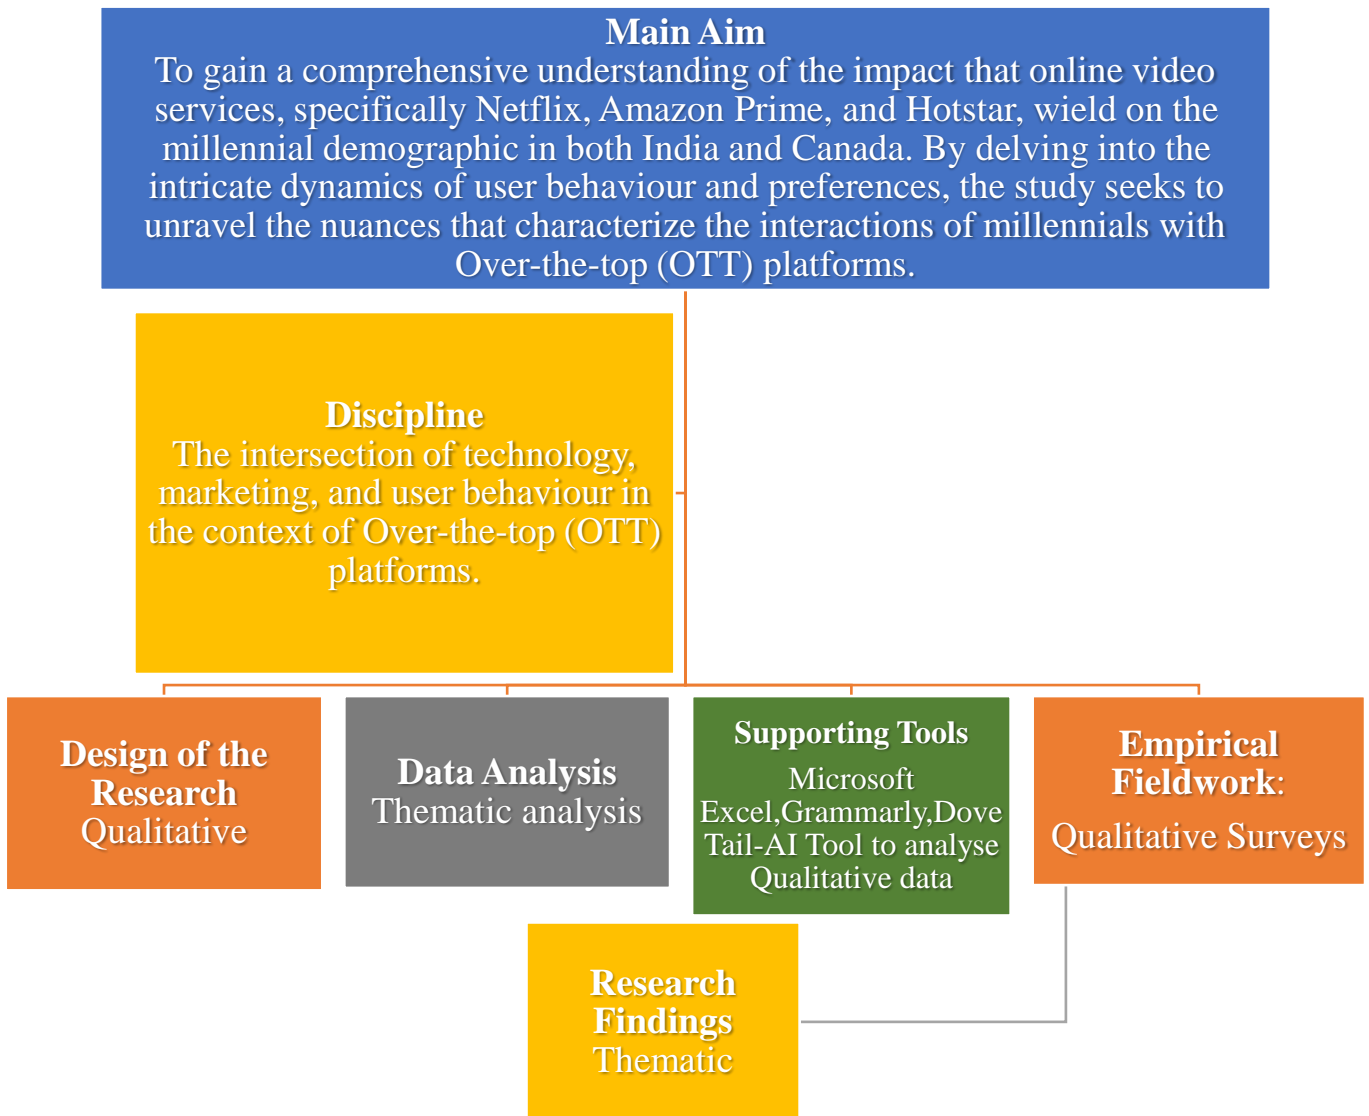 Main Aim
To gain a comprehensive understanding of the impact that online video
services, specifically Netflix, Amazon Prime, and Hotstar, wield on the
millennial demographic in both India and Canada. By delving into the
intricate dynamics of user behaviour and preferences, the study seeks to
unravel the nuances that characterize the interactions of millennials with
Over-the-top (OTT) platforms.
Discipline
The intersection of technology,
marketing, and user behaviour in
the context of Over-the-top (OTT)
platforms.
Design of the
Research
Qualitative
Data Analysis
Thematic analysis
Supporting Tools
Microsoft
Excel,Grammarly,Dove
Tail-AI Tool to analyse
Qualitative data
Empirical
Fieldwork:
Qualitative Surveys
Research
Findings
Thematic